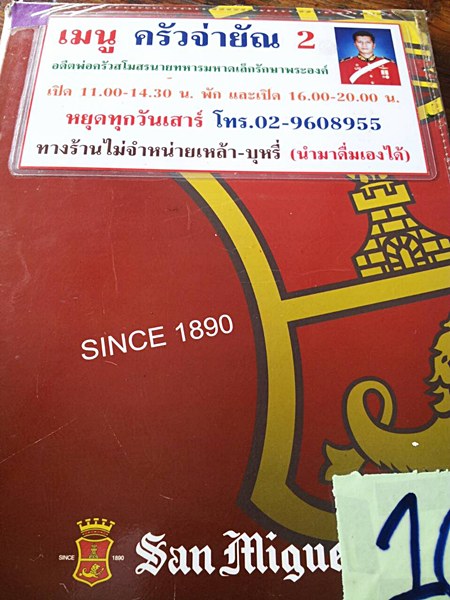 เมนู ครัวจ่ายัณ 2
อดีตพ่อครัวสโมสรนายทหารมหาดเล็กรักษาพระองค์
เปิด 11.00-14.30 น. พัก และเปิด 16.00-20.00 น.
หยุดทุกวันเสาร์ โทร.02-9608955
ทางร้านไม่จำหน่ายเหล้า-บุหรี่ (นำมาดื่มเองได้)
SINCE 1890
SINCE 1890
San Migue